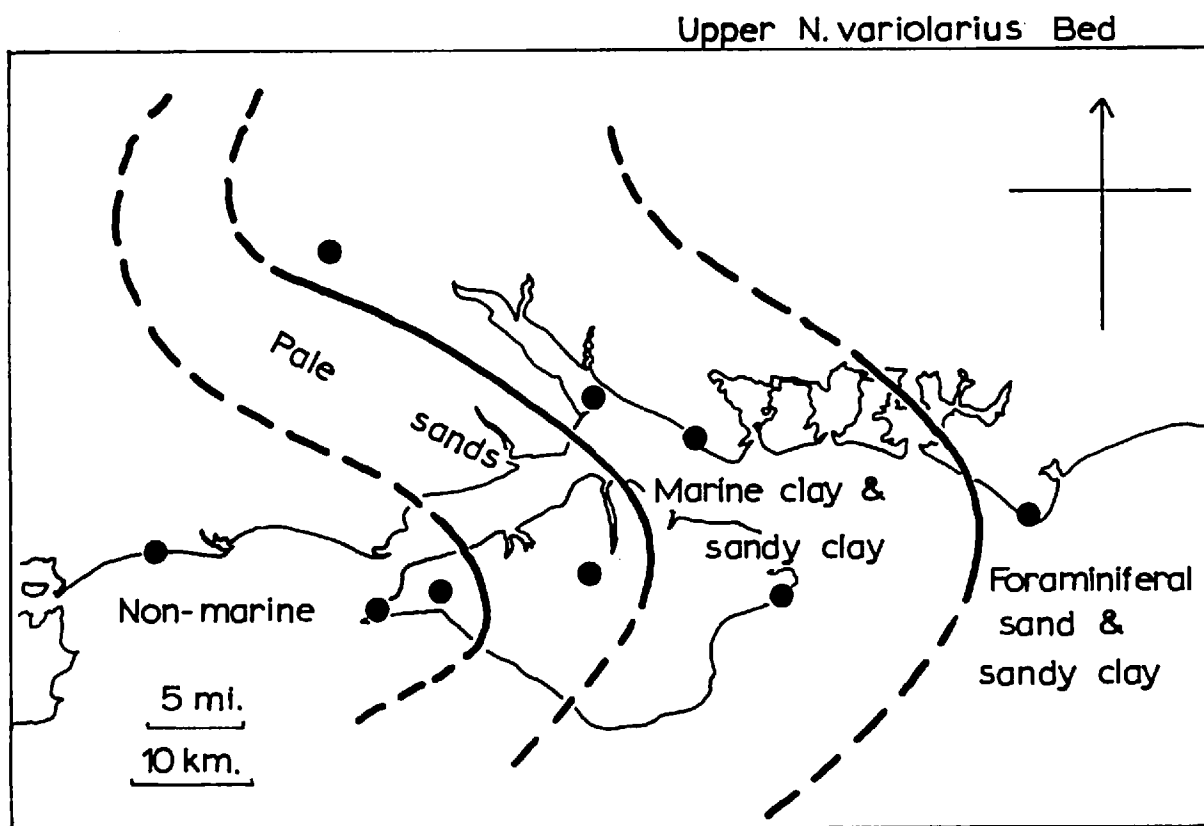 Upper N. variolarius Bed
Pale
sands
Marine clay &
sandy clay
Non-marine
Foraminiferal
sand &
sandy clay
5 mi.
10 km.